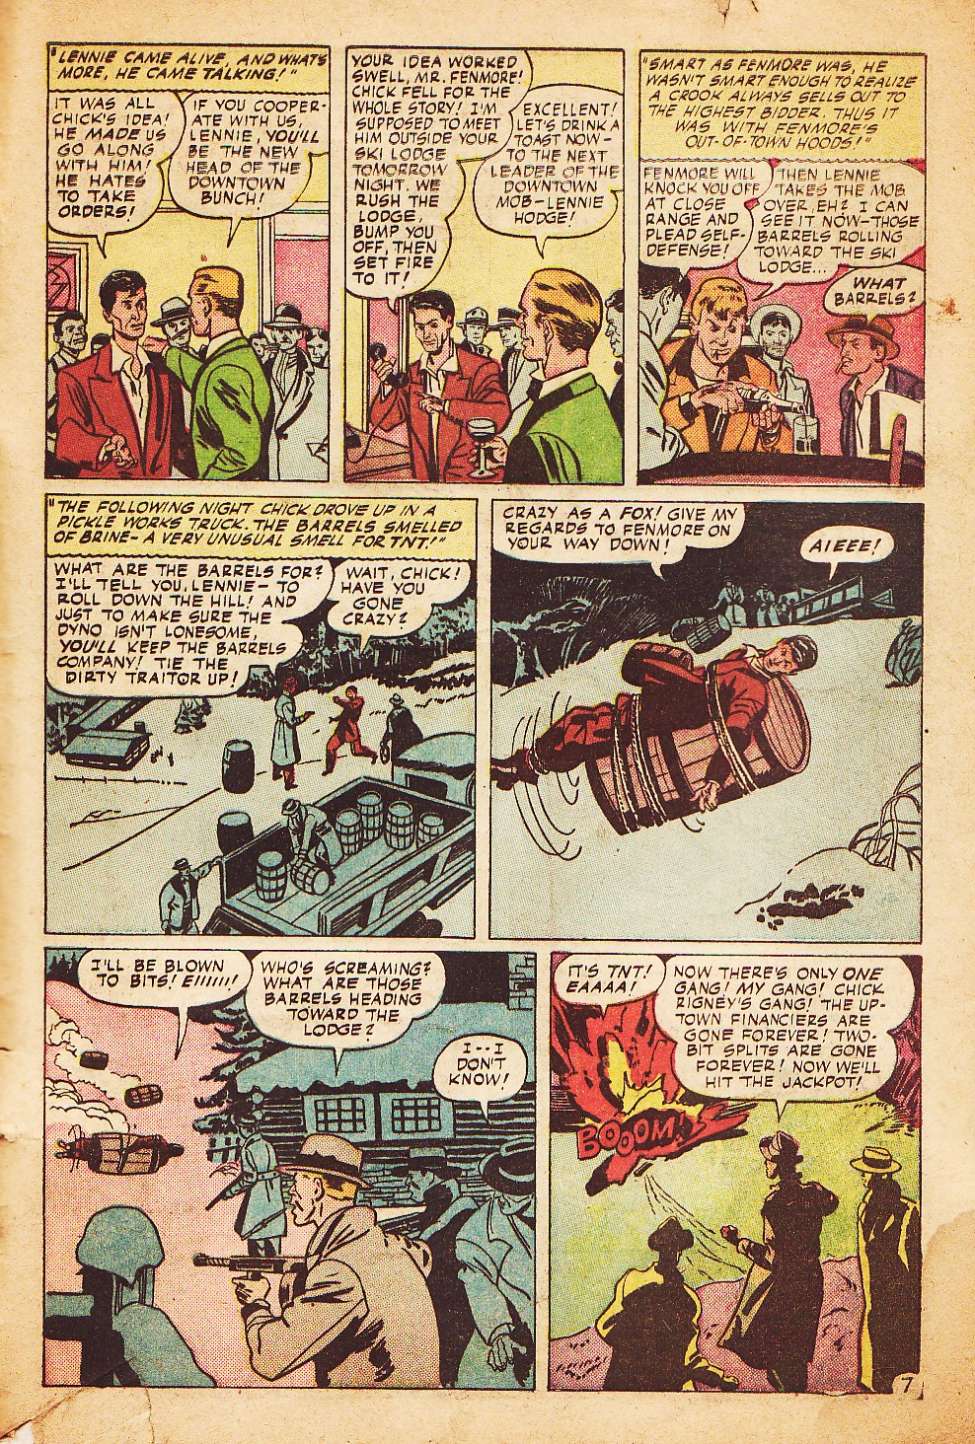 "LENNIE CAME ALIVE, AND WHAT'S
MORE, HE CAME TALKING!"
IT WAS ALL
CHICK'S IDEA!
HE MADE US
GO ALONG
WITH HIM!
HE HATES
TO TAKE
ORDERS!
IF YOU COOPER-
ATE WITH US,
LENNIE, YOU'LL
BE THE NEW
HEAD OF THE
DOWNTOWN
BUNCH!
YOUR IDEA WORKED
SWELL, MR. FENMORE!
CHICK FELL FOR THE
WHOLE STORY! I'M
SUPPOSED TO MEET
HIM OUTSIDE YOUR
SKI LODGE
TOMORROW
NIGHT. WE
RUSH THE
LODGE,
BUMP YOU
OFF, THEN
SET FIRE
TO IT!
EXCELLENT!
LET'S DRINK A
TOAST NOW-
TO THE NEXT
LEADER OF THE
DOWNTOWN
MOB-LENNIE
HODGE!
"SMART AS FENMORE WAS, HE
WASN'T SMART ENOUGH TO REALIZE
A CROOK ALWAYS SELLS OUT TO
THE HIGHEST BIDDER. THUS IT
WAS WITH FENMORE'S
OUT-OF-TOWN HOODS!"
FENMORE WILL
KNOCK YOU OFF
AT CLOSE
RANGE AND
PLEAD SELF-
DEFENSE!
THEN LENNIE
TAKES THE MOB
OVER, EH? I CAN
SEE IT NOW-THOSE
BARRELS ROLLING
TOWARD THE SKI
LODGE...
WHAT
BARRELS?
"THE FOLLOWING NIGHT CHICK DROVE UP IN A
PICKLE WORKS TRUCK. THE BARRELS SMELLED
OF BRINE-A VERY UNUSUAL SMELL FOR TNT!"
WHAT ARE THE BARRELS FOR?
I'LL TELL YOU, LENNIE-TO
ROLL DOWN THE HILL! AND
JUST TO MAKE SURE THE
DYNO ISN'T LONESOME,
YOU'LL KEEP THE BARRELS
COMPANY! TIE THE
DIRTY TRAITOR UP!
WAIT, CHICK!
HAVE YOU
GONE
CRAZY?
CRAZY AS A FOX! GIVE MY
REGARDS TO FENMORE ON
YOUR WAY DOWN!
AIEEE!
I'LL BE BLOWN
TO BITS! EIIIIII!
WHO'S SCREAMING?
WHAT ARE THOSE
BARRELS HEADING
TOWARD THE
LODGE?
I--I
DON'T
KNOW!
IT'S TNT!
EAAAA!
BOOOM!
NOW THERE'S ONLY ONE
GANG! MY GANG! CHICK
RIGNEY'S GANG! THE UP-
TOWN FINANCIERS ARE
GONE FOREVER! TWO-
BIT SPLITS ARE GONE
FOREVER! NOW WE'LL
HIT THE JACKPOT!
7